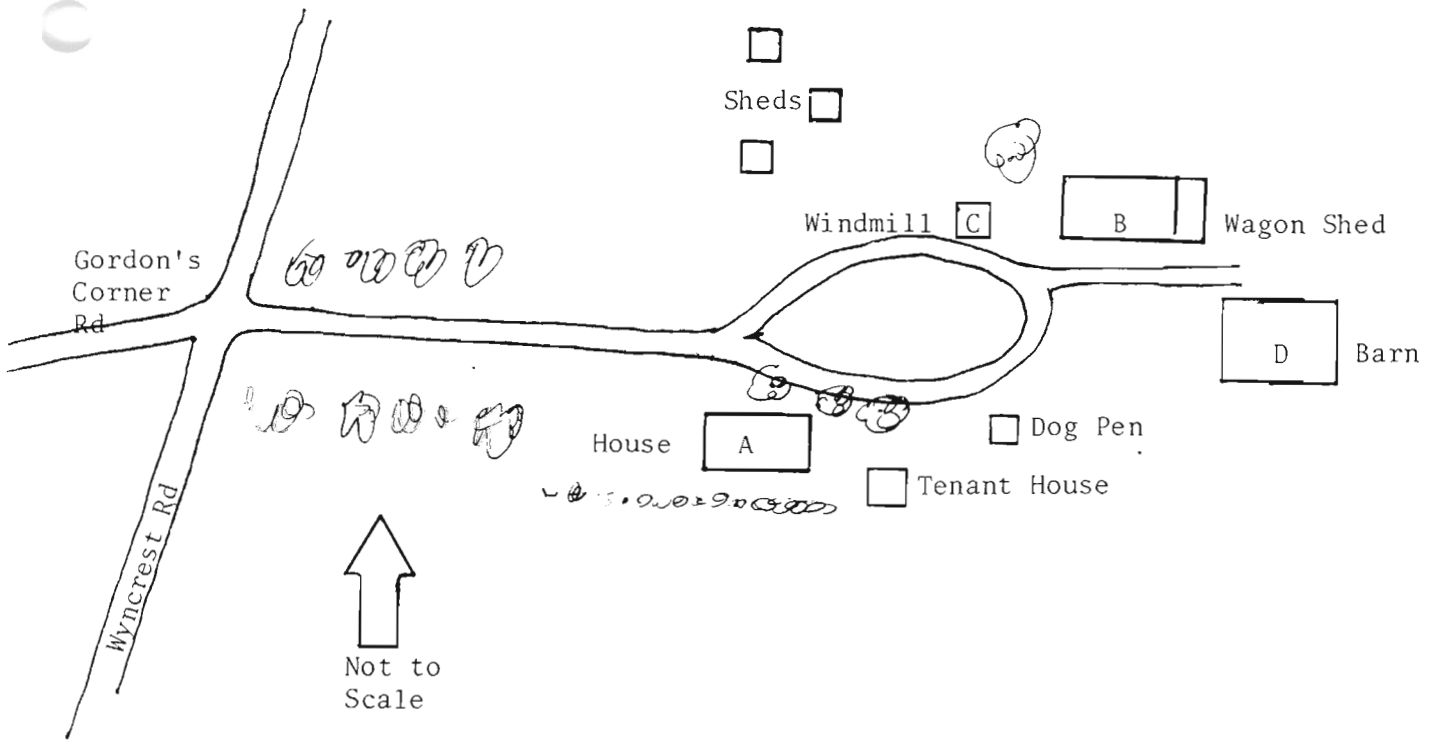 Sheds
Windmill C
B Wagon Shed
Gordon's
Corner
Rd
D Barn
House A
Dog Pen
Tenant House
Wyncrest Rd
Not to
Scale